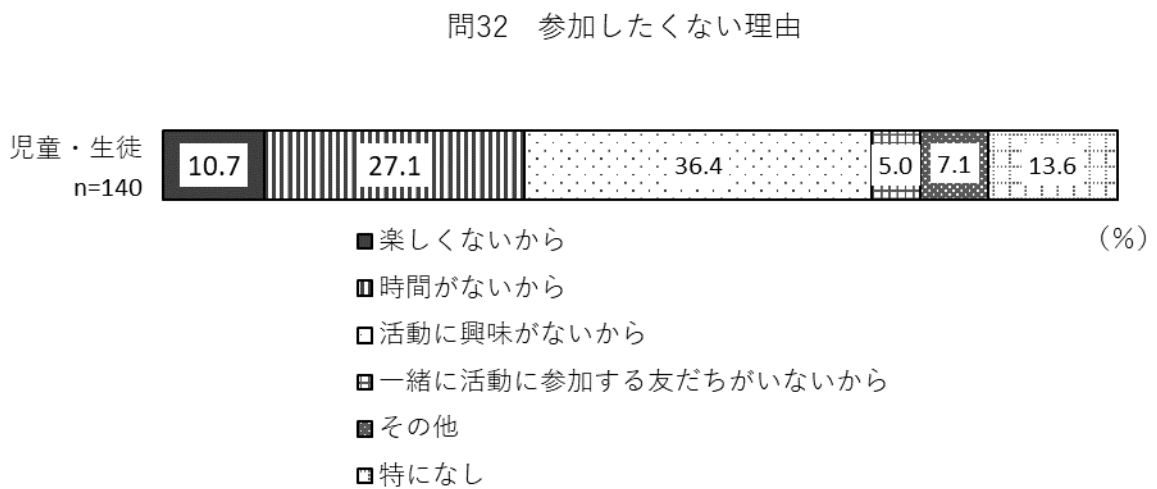 問32　参加したくない理由
児童・生徒
n=140
10.7 27.1 36.4 5.0 7.1 13.6
（%）
楽しくないから
時間がないから
活動に興味がないから
一緒に活動に参加する友だちがいないから
その他
特になし